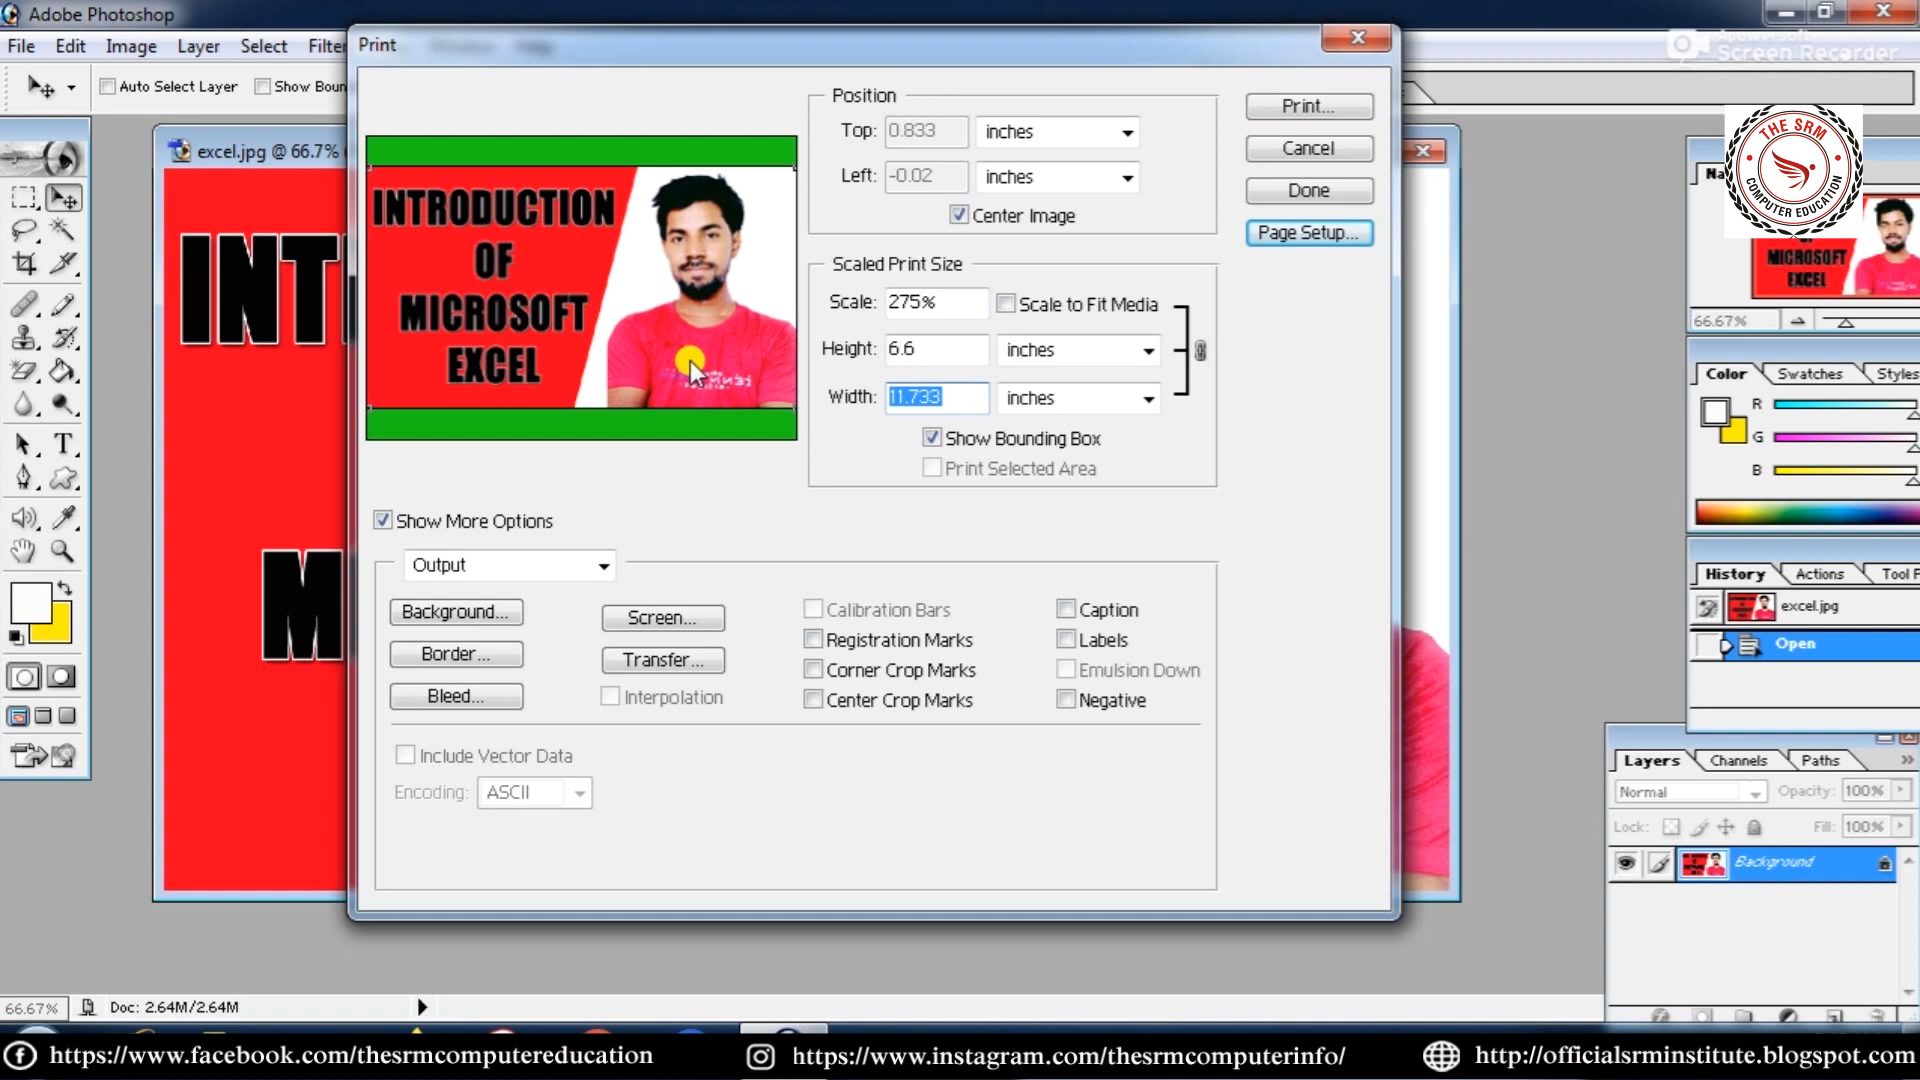 Adobe Photoshop
File Edit Image Layer Select Filter
Print
Apowersoft
Screen Recorder
Auto Select Layer
Show Boun
Position
Top: 0.833 inches
Left: -0.02 inches
Center Image
Print...
Cancel
Done
Page Setup...
THE SRM
COMPUTER EDUCATION
excel.jpg @ 66.7%
INTRODUCTION
OF
MICROSOFT
EXCEL
INT
M
Scaled Print Size
Scale: 275% Scale to Fit Media
Height: 6.6 inches
Width: 11.733 inches
Show Bounding Box
Print Selected Area
Na
OF
MICROSOFT
EXCEL
66.67%
Color Swatches Styles
R
G
B
Show More Options
Output
Background...
Border...
Bleed...
Screen...
Transfer...
Interpolation
Calibration Bars
Registration Marks
Corner Crop Marks
Center Crop Marks
Caption
Labels
Emulsion Down
Negative
Include Vector Data
Encoding: ASCII
History Actions Tool P
excel.jpg
Open
Layers Channels Paths
Normal Opacity: 100%
Lock: Fill: 100%
Background
66.67% Doc: 2.64M/2.64M
https://www.facebook.com/thesrmcomputereducation
https://www.instagram.com/thesrmcomputerinfo/
http://officialsrminstitute.blogspot.com